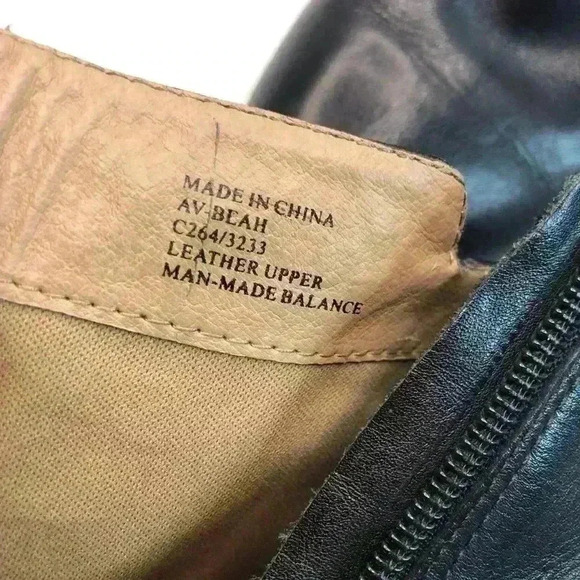 MADE IN CHINA
AV-BEAH
C264/3233
LEATHER UPPER
MAN-MADE BALANCE